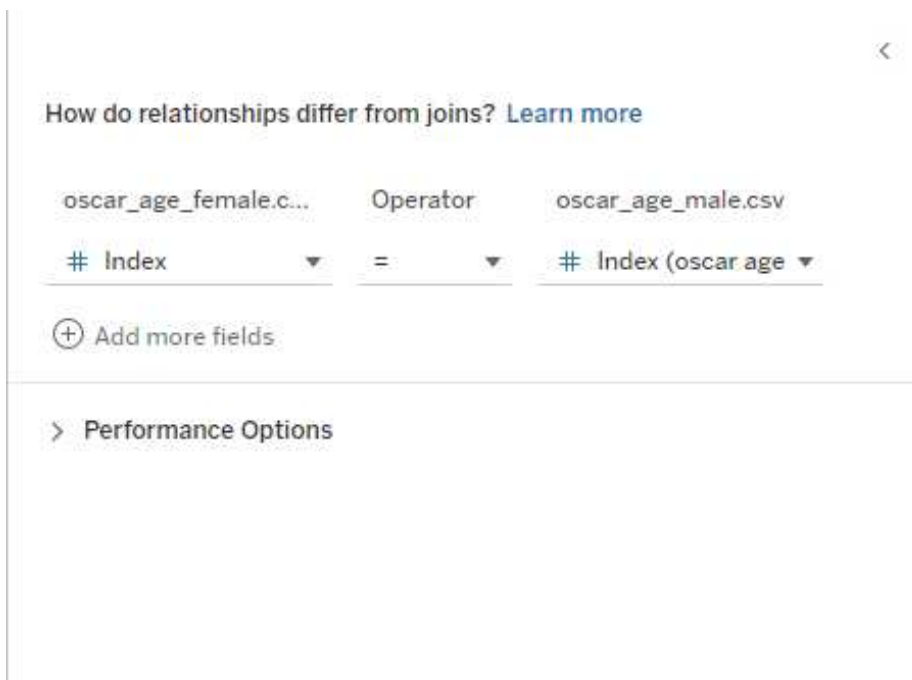 How do relationships differ from joins? Learn more
oscar_age_female.c... Operator oscar_age_male.csv
# Index = # Index (oscar age
Add more fields
Performance Options